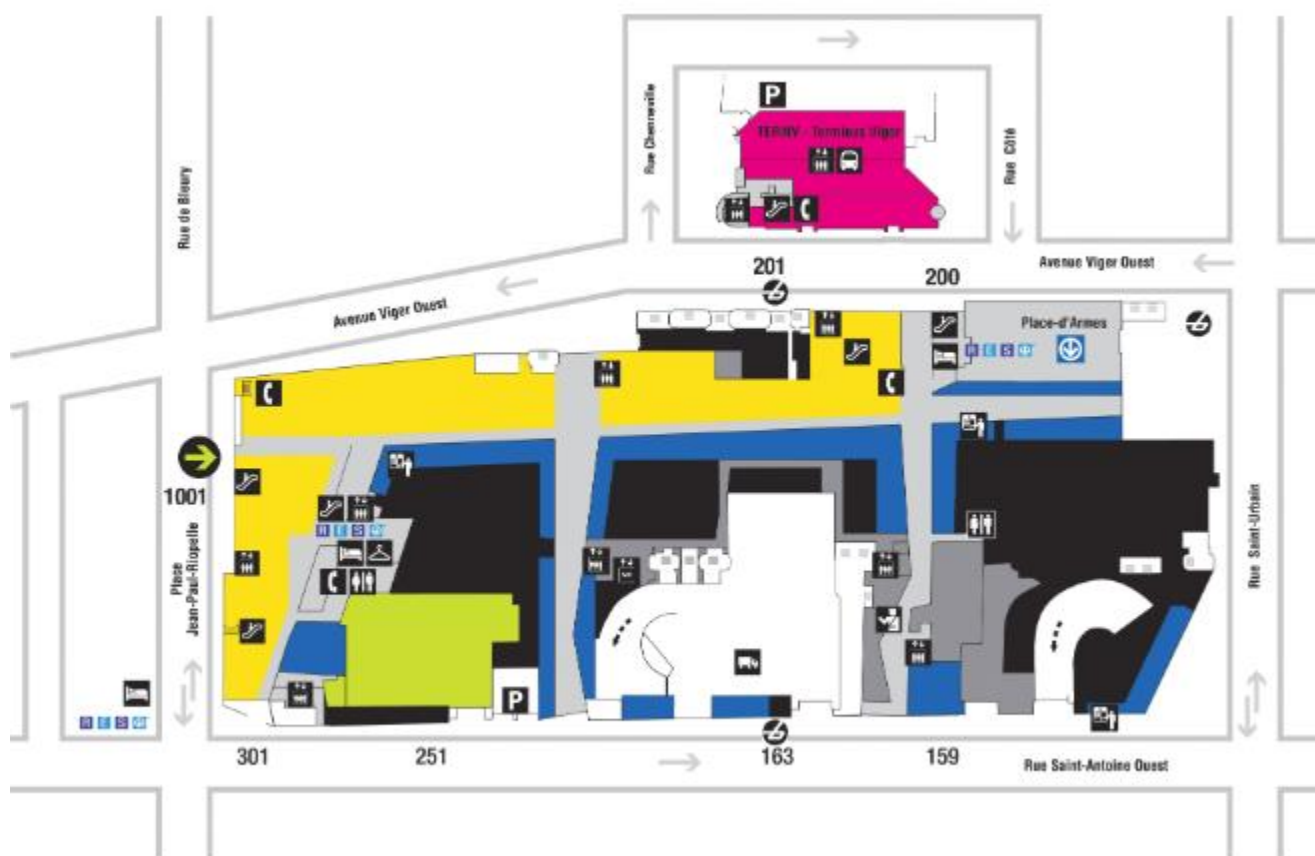 P
Rue Chenneville
TERMV - Terminus Viger
Rue Côté
Rue de Bleury
201
200
Avenue Viger Ouest
Avenue Viger Ouest
Place-d'Armes
R E S
1001
R E S
Place
Jean-Paul-Riopelle
Rue Saint-Urbain
P
R E S
301
251
163
159
Rue Saint-Antoine Ouest